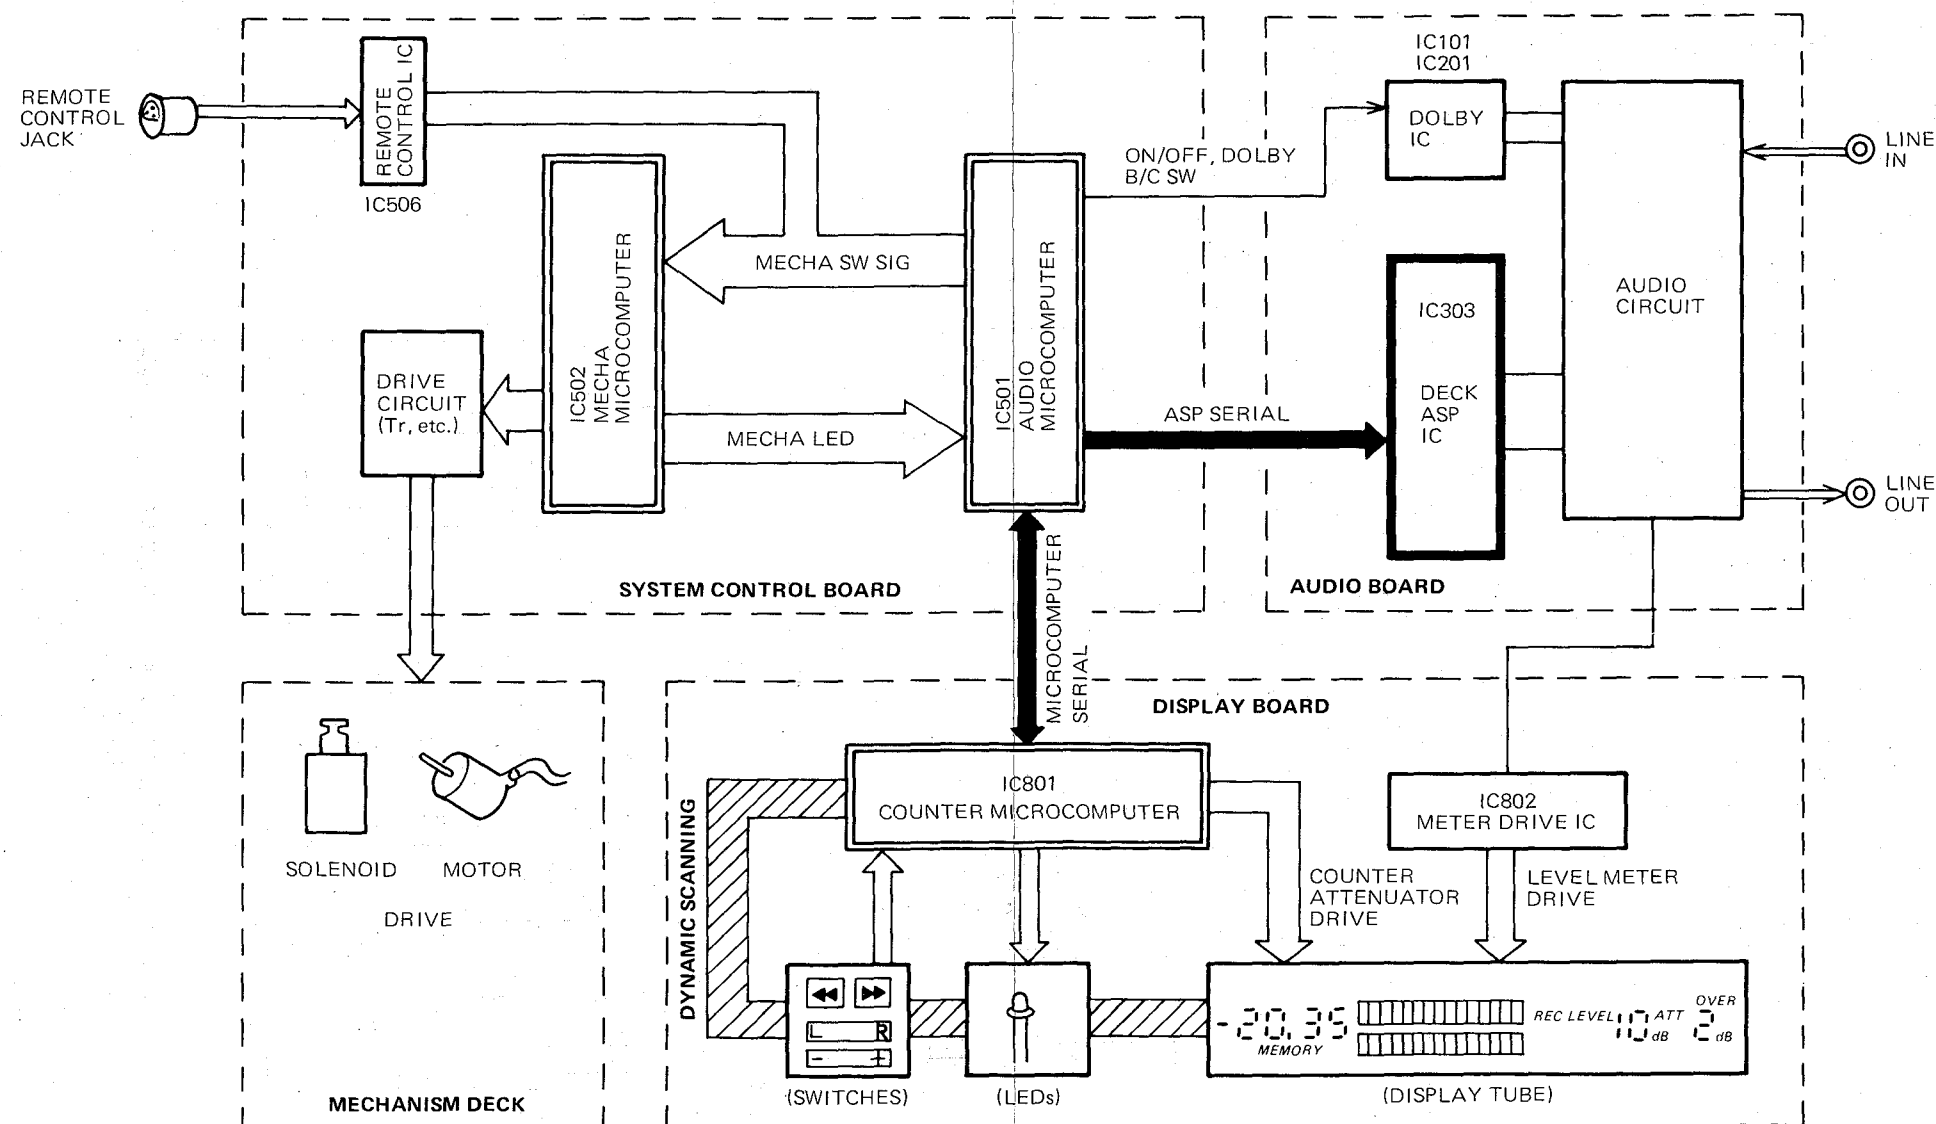 REMOTE
CONTROL
JACK
REMOTE
CONTROL IC
IC506
IC502
MECHA
MICROCOMPUTER
MECHA SW SIG
MECHA LED
DRIVE
CIRCUIT
(Tr, etc.)
IC501
AUDIO
MICROCOMPUTER
SYSTEM CONTROL BOARD
ON/OFF, DOLBY
B/C SW
ASP SERIAL
IC101
IC201
DOLBY
IC
IC303
DECK
ASP
IC
AUDIO
CIRCUIT
LINE
IN
LINE
OUT
AUDIO BOARD
MICROCOMPUTER
SERIAL
SOLENOID
MOTOR
DRIVE
MECHANISM DECK
DISPLAY BOARD
DYNAMIC SCANNING
IC801
COUNTER MICROCOMPUTER
IC802
METER DRIVE IC
COUNTER
ATTENUATOR
DRIVE
LEVEL METER
DRIVE
L R
- +
(SWITCHES)
(LEDs)
-20.35
MEMORY
REC LEVEL 10 dB ATT
OVER
2 dB
(DISPLAY TUBE)